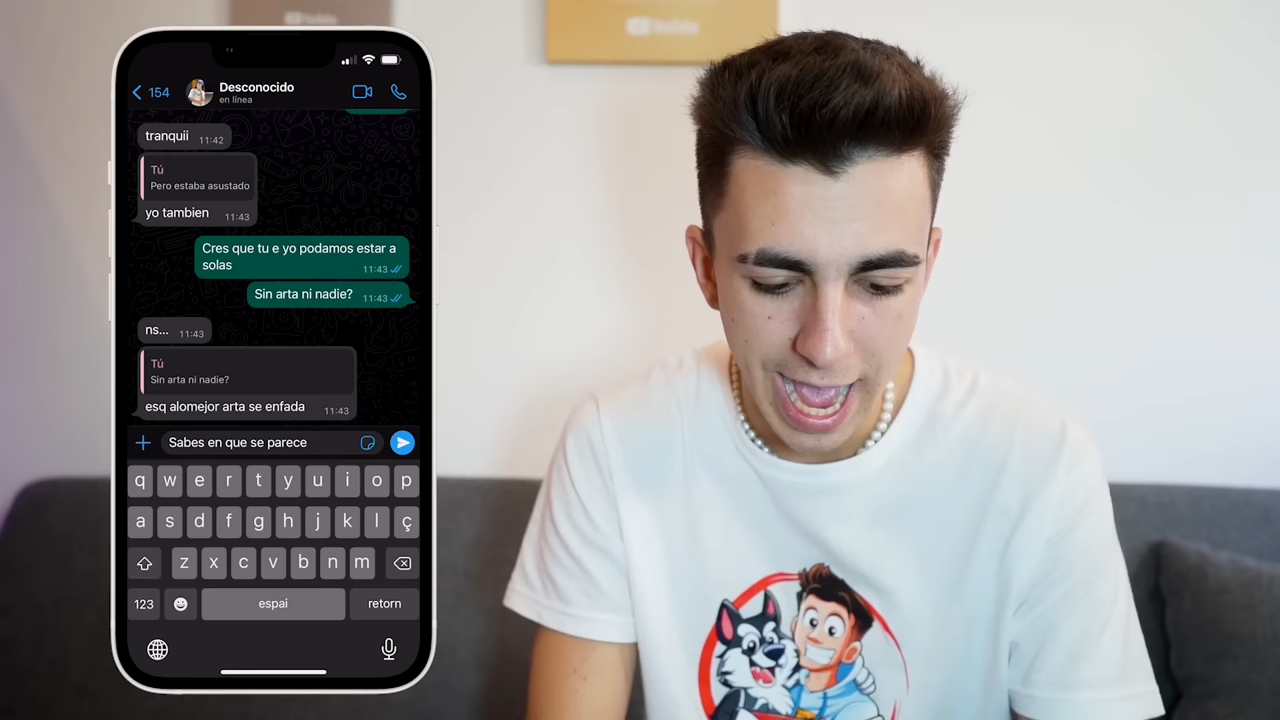 YouTube
154
Desconocido
en línea
tranquii 11:42
Tú
Pero estaba asustado
yo tambien 11:43
Cres que tu e yo podamos estar a
solas 11:43
Sin arta ni nadie? 11:43
ns... 11:43
Tú
Sin arta ni nadie?
esq alomejor arta se enfada 11:43
Sabes en que se parece
q w e r t y u i o p
a s d f g h j k l ç
z x c v b n m
123 espai retorn